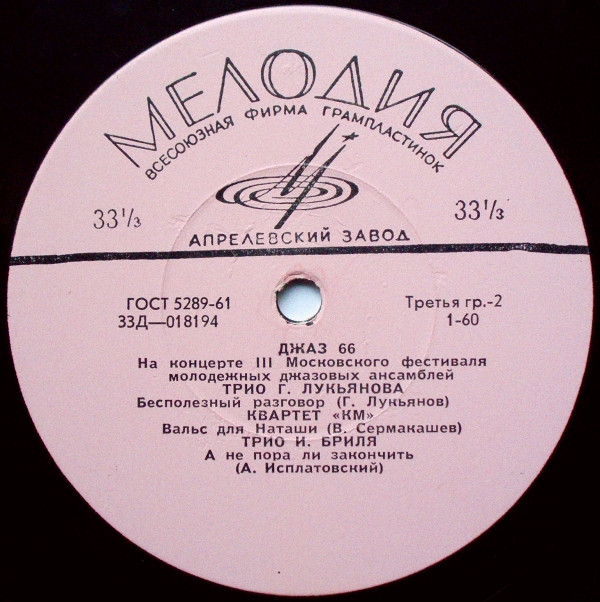 МЕЛОДИЯ
ВСЕСОЮЗНАЯ ФИРМА ГРАМПЛАСТИНОК
33⅓ 33⅓
АПРЕЛЕВСКИЙ ЗАВОД
ГОСТ 5289-61 Третья гр.-2
33Д—018194 1-60
ДЖАЗ 66
На концерте III Московского фестиваля
молодежных джазовых ансамблей
ТРИО Г. ЛУКЬЯНОВА
Бесполезный разговор (Г. Лукьянов)
КВАРТЕТ «КМ»
Вальс для Наташи (В. Сермакашев)
ТРИО И. БРИЛЯ
А не пора ли закончить
(А. Исплатовский)